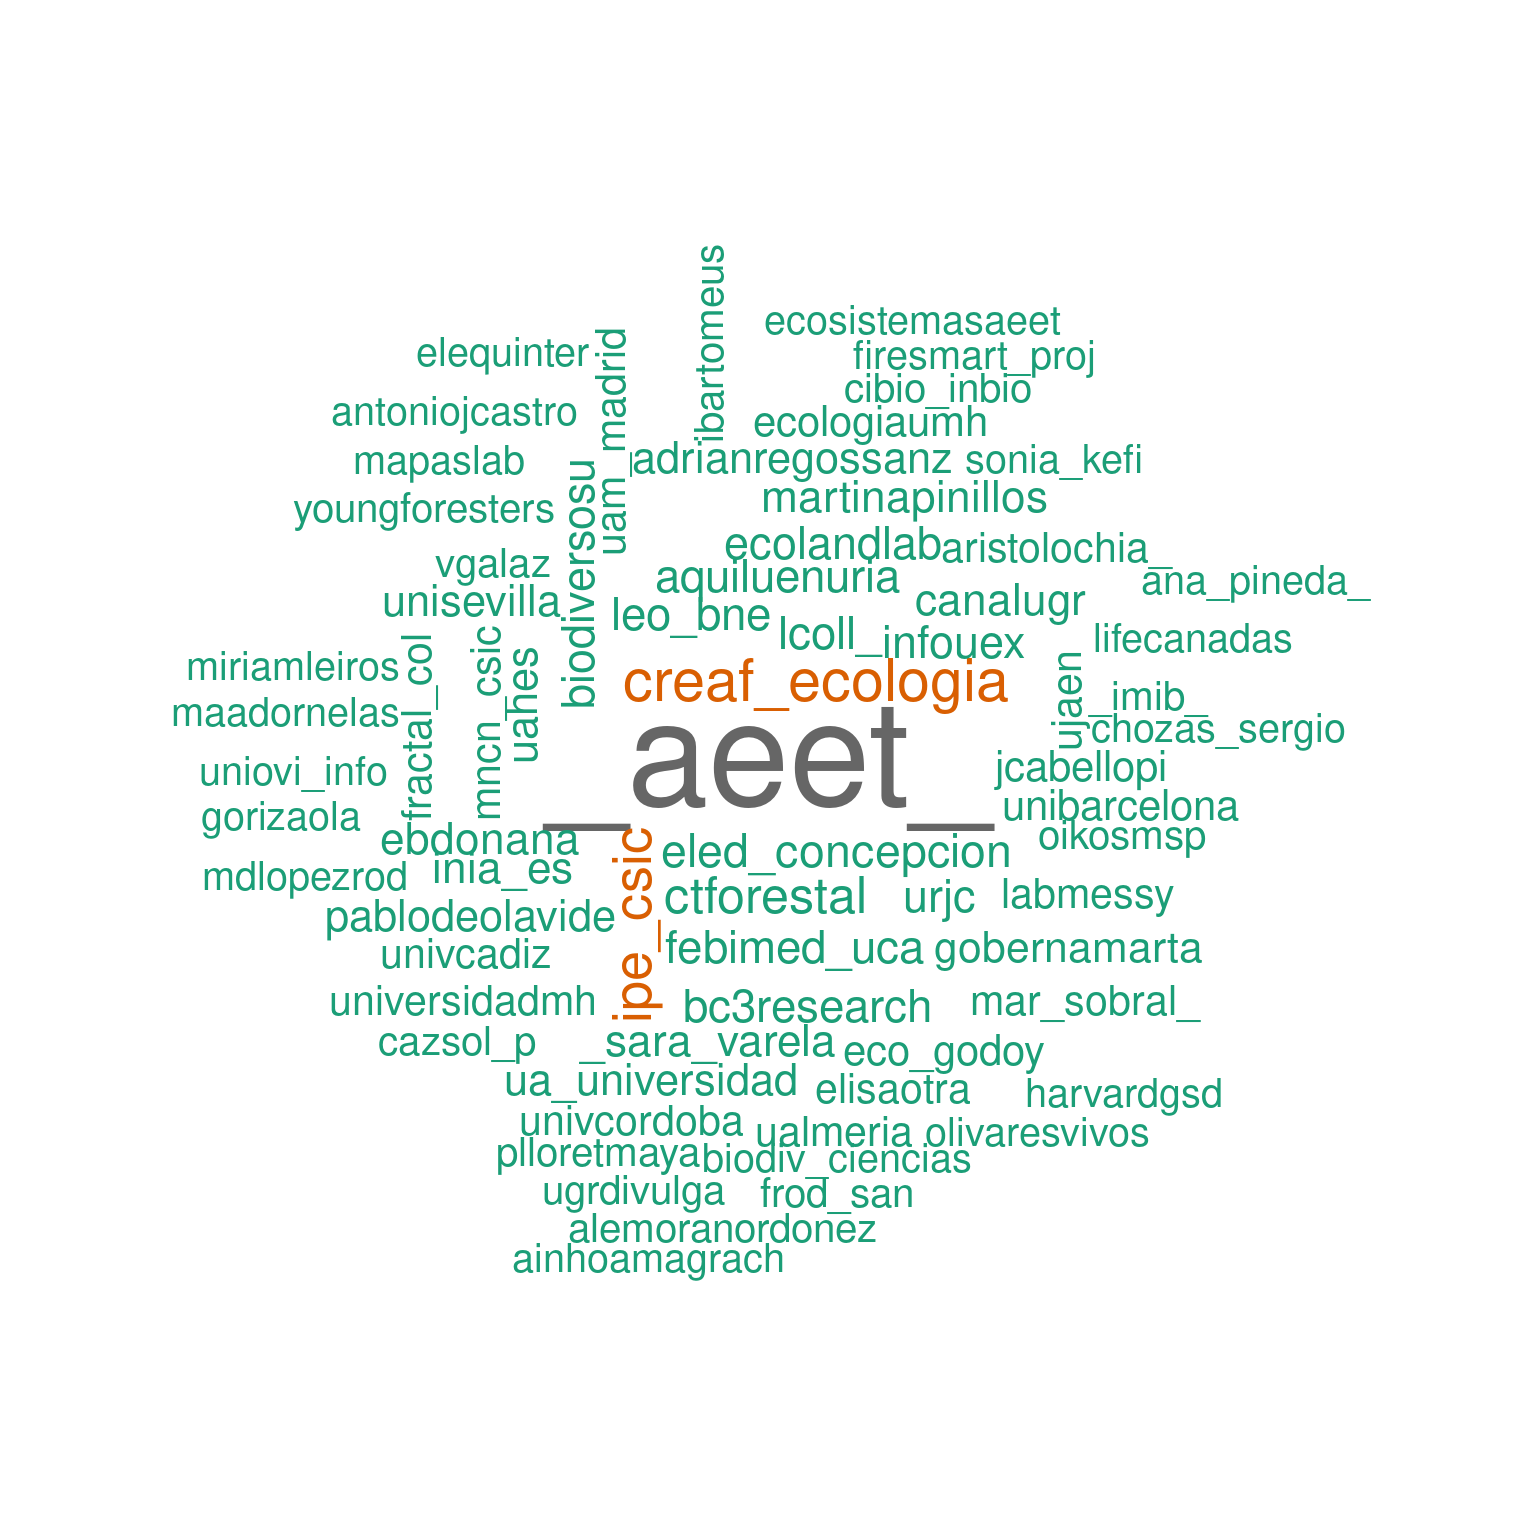 ibartomeus
ecosistemasaeet
elequinter
uam_madrid
firesmart_proj
cibio_inbio
antoniojcastro
ecologiaumh
mapaslab
adrianregossanz
sonia_kefi
youngforesters
biodiversosu
martinapinillos
vgalaz
ecolandlab
aristolochia_
aquiluenuria
ana_pineda_
unisevilla
leo_bne
canalugr
lcoll_
infouex
lifecanadas
miriamleiros
fractal_col
mncn_csic
uahes
creaf_ecologia
ujaen
_imib_
maadornelas
chozas_sergio
_aeet_
uniovi_info
jcabellopi
gorizaola
unibarcelona
ebdonana
oikosmsp
inia_es
ipe_csic
eled_concepcion
mdlopezrod
ctforestal
urjc
labmessy
pablodeolavide
univcadiz
febimed_uca
gobernamarta
universidadmh
bc3research
mar_sobral_
cazsol_p
_sara_varela
eco_godoy
ua_universidad
elisaotra
harvardgsd
univcordoba
ualmeria
olivaresvivos
plloretmaya
biodiv_ciencias
ugrdivulga
frod_san
alemoranordonez
ainhoamagrach